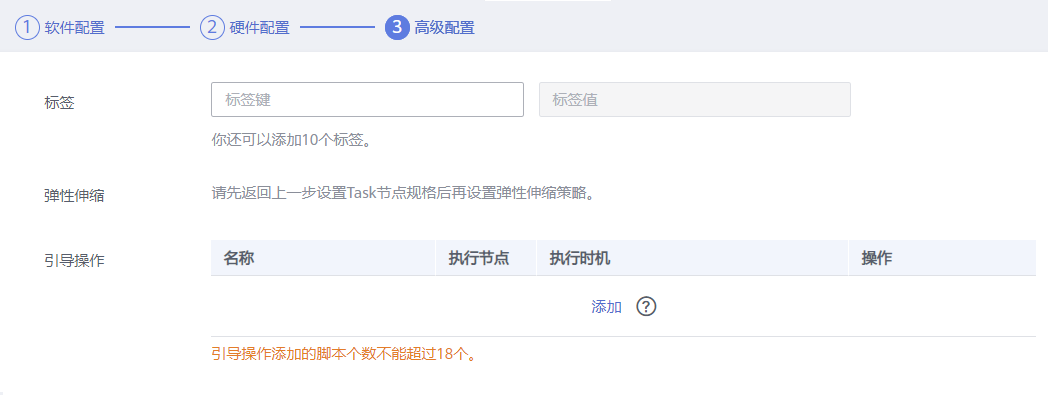 1 软件配置 2 硬件配置 3 高级配置
标签 标签键 标签值
你还可以添加10个标签。
弹性伸缩 请先返回上一步设置Task节点规格后再设置弹性伸缩策略。
引导操作 名称 执行节点 执行时机 操作
添加 ?
引导操作添加的脚本个数不能超过18个。